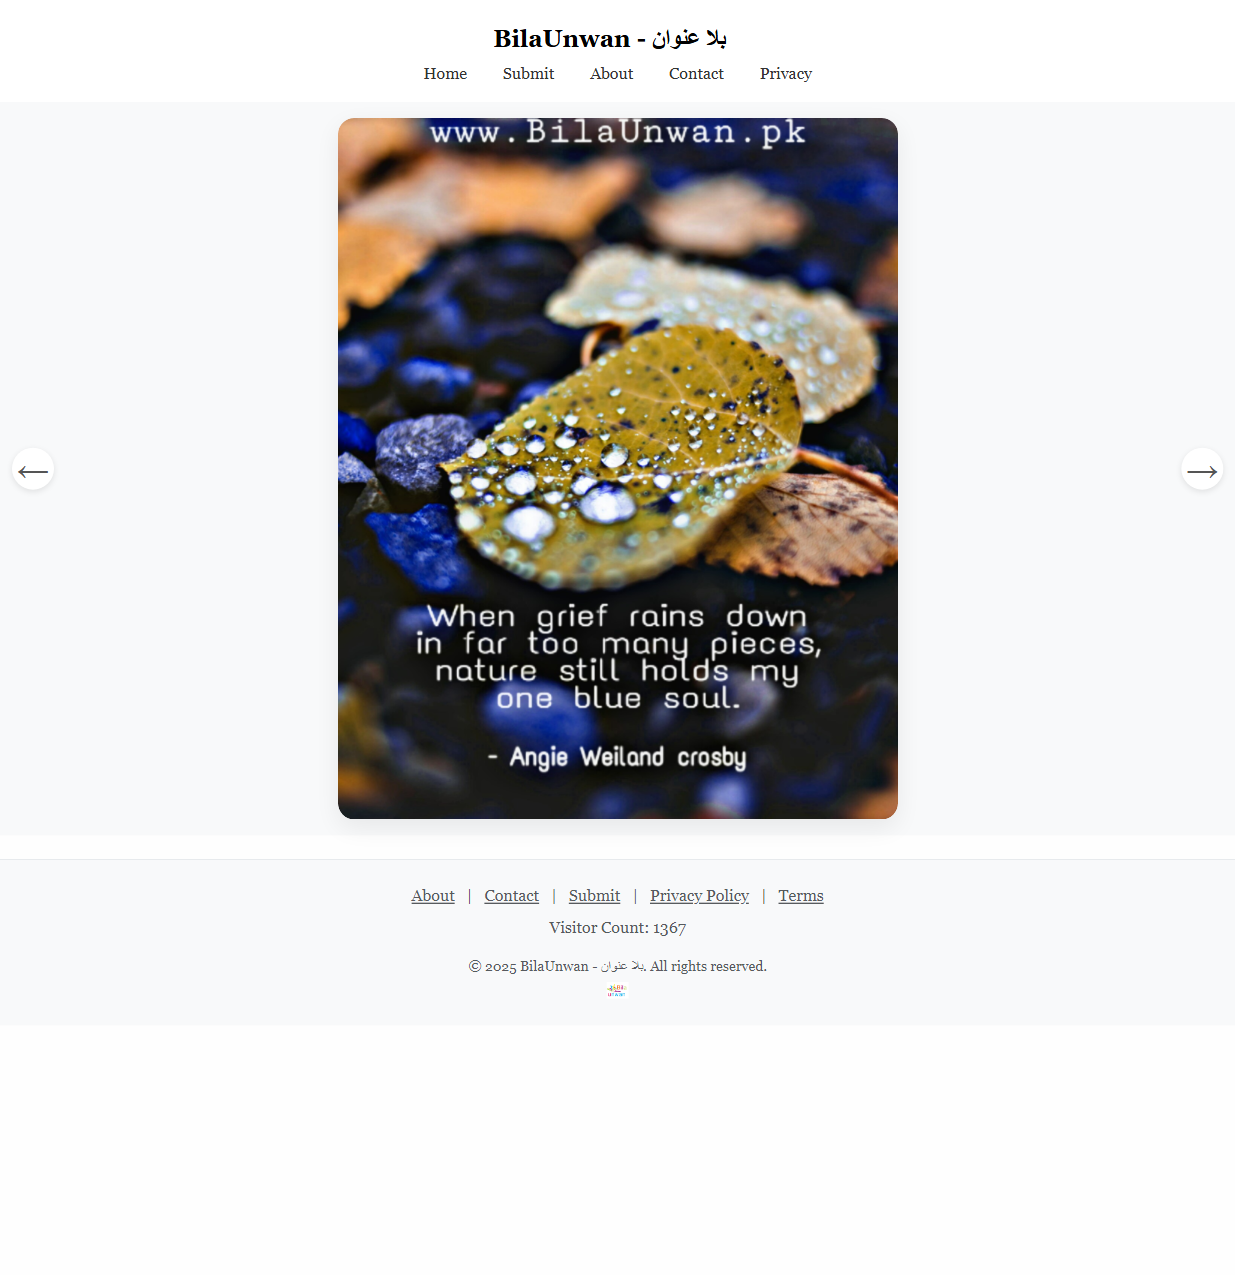 BilaUnwan - بلا عنوان
Home Submit About Contact Privacy
www.BilaUnwan.pk
←
→
When grief rains down
in far too many pieces,
nature still holds my
one blue soul.
- Angie Weiland crosby
About | Contact | Submit | Privacy Policy | Terms
Visitor Count: 1367
© 2025 BilaUnwan - بلا عنوان. All rights reserved.